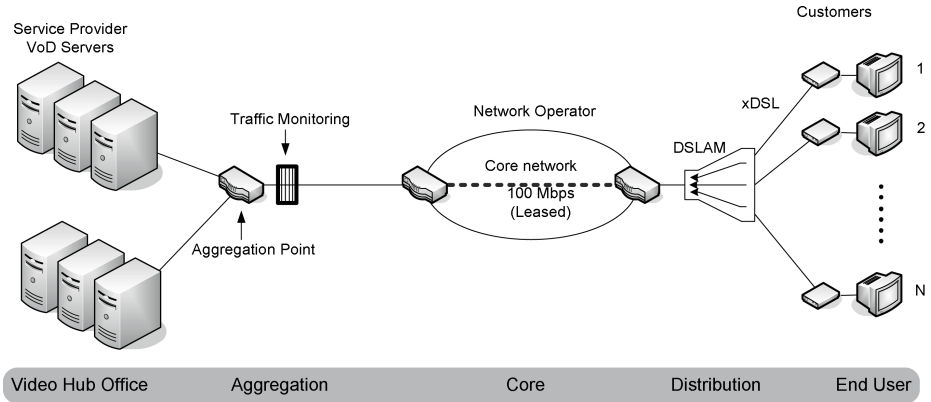 Customers
Service Provider
VoD Servers
1
Traffic Monitoring
Network Operator
xDSL
2
DSLAM
Core network
100 Mbps
(Leased)
Aggregation Point
N
Video Hub Office
Aggregation
Core
Distribution
End User